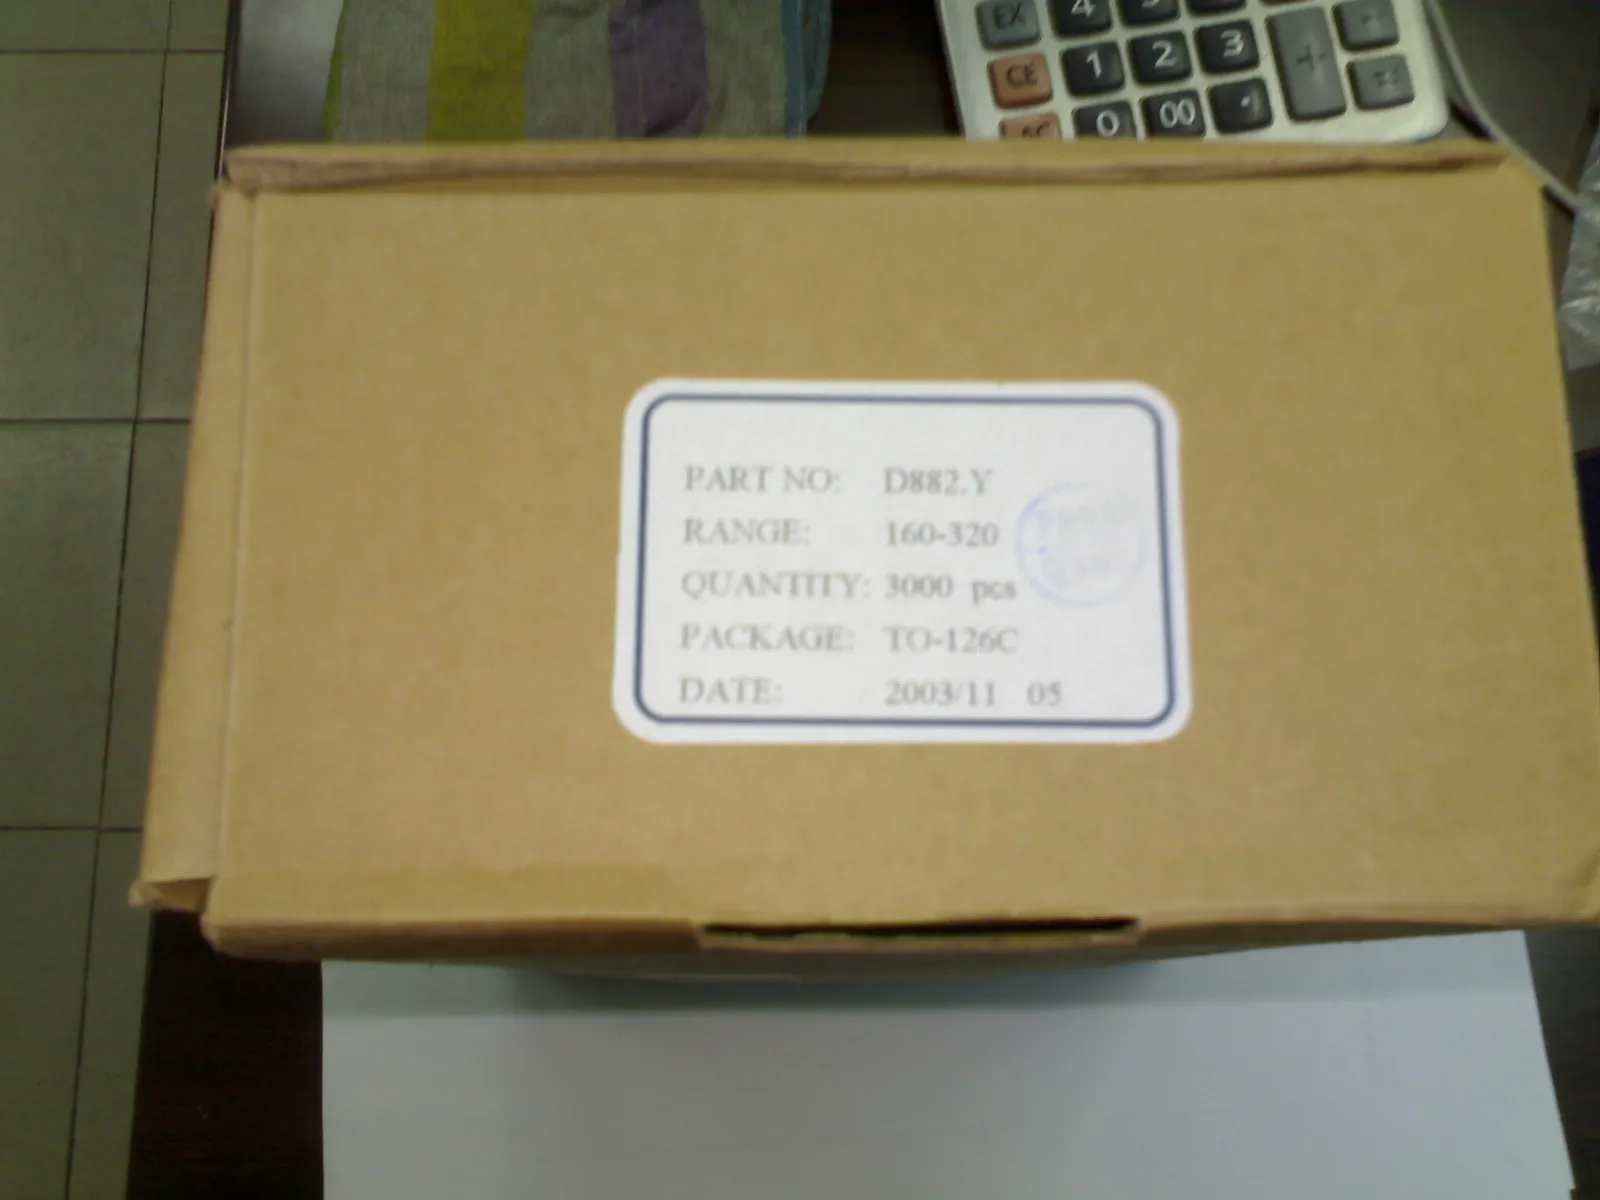 EX
CE 1 2 3 +
0 00 .
PART NO: D882.Y
RANGE: 160-320
QUANTITY: 3000 pcs
PACKAGE: TO-126C
DATE: 2003/11 05